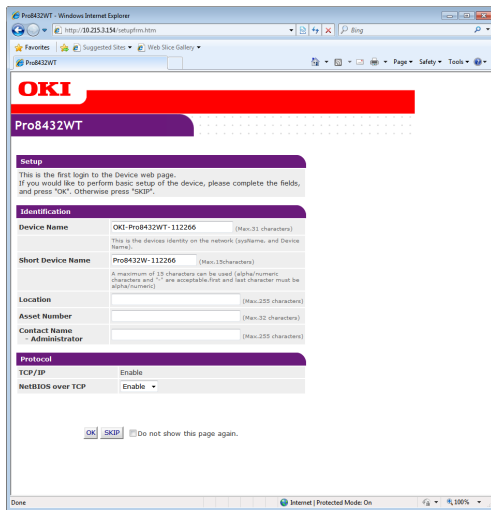 Pro8432WT - Windows Internet Explorer
http://10.215.3.154/setupfrm.htm
Bing
Favorites Suggested Sites Web Slice Gallery
Pro8432WT Page Safety Tools
OKI
Pro8432WT
Setup
This is the first login to the Device web page.
If you would like to perform basic setup of the device, please complete the fields,
and press "OK". Otherwise press "SKIP".
Identification
Device Name OKI-Pro8432WT-112266 (Max.31 characters)
This is the devices identity on the network (sysName, and Device
Name).
Short Device Name Pro8432W-112266 (Max.15characters)
A maximum of 15 characters can be used (alpha/numeric
characters and "-" are acceptable.first and last character must be
alpha/numeric)
Location (Max.255 characters)
Asset Number (Max.32 characters)
Contact Name
- Administrator (Max.255 characters)
Protocol
TCP/IP Enable
NetBIOS over TCP Enable
OK SKIP Do not show this page again.
Done Internet | Protected Mode: On 100%